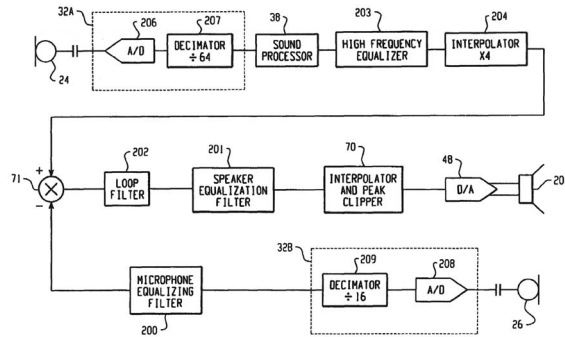 32A
206
207
38
203
204
A/D
DECIMATOR
÷ 64
SOUND
PROCESSOR
HIGH FREQUENCY
EQUALIZER
INTERPOLATOR
X4
24
+
71
−
202
201
70
48
LOOP
FILTER
SPEAKER
EQUALIZATION
FILTER
INTERPOLATOR
AND PEAK
CLIPPER
D/A
20
32B
209
208
MICROPHONE
EQUALIZING
FILTER
DECIMATOR
÷ 16
A/D
200
26